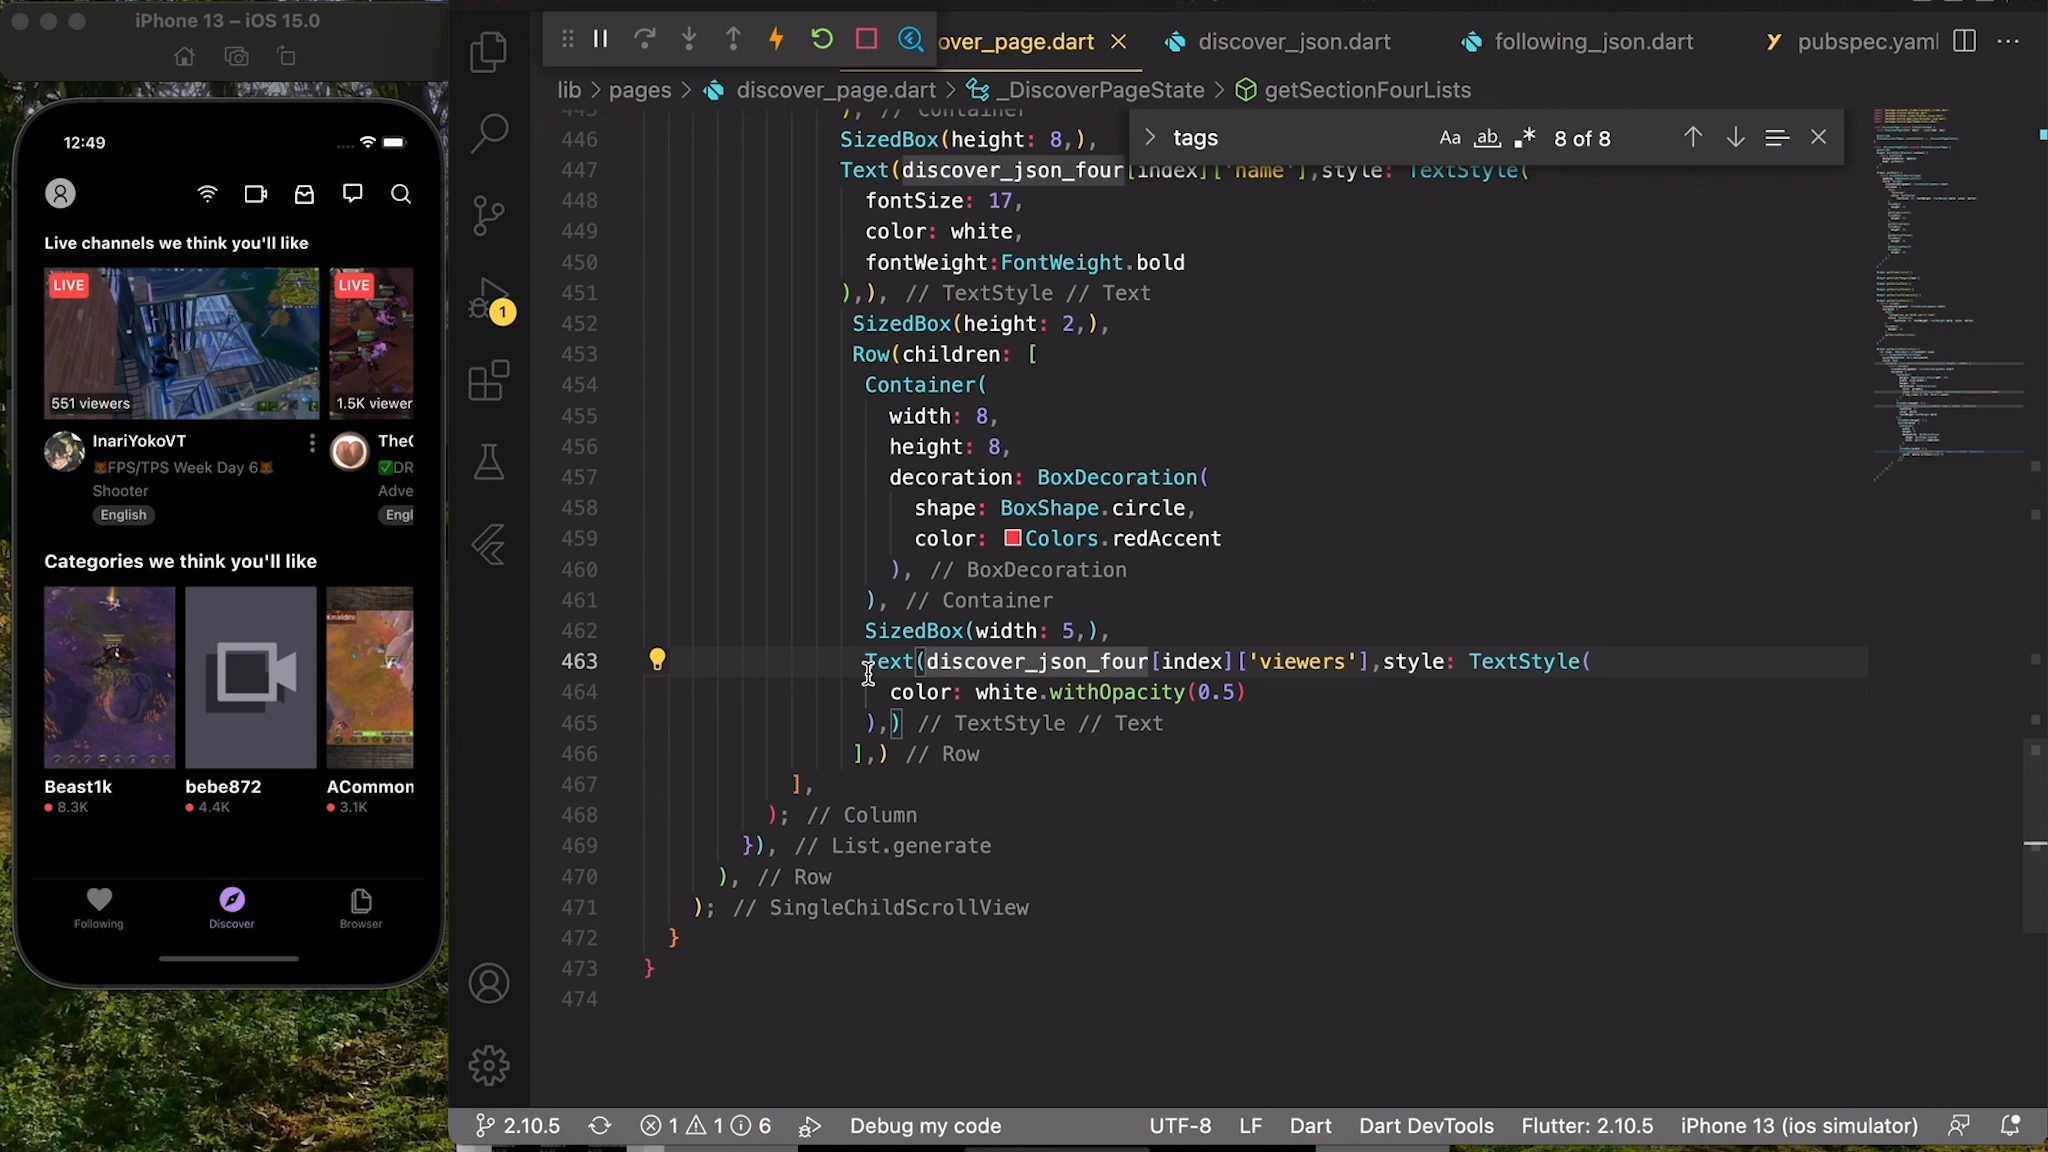 iPhone 13 – iOS 15.0
12:49
Live channels we think you'll like
LIVE
LIVE
551 viewers
1.5K viewer
InariYokoVT
TheC
FPS/TPS Week Day 6
✅DR
Shooter
Adve
English
Engl
Categories we think you'll like
Beast1k
bebe872
ACommon
8.3K
4.4K
3.1K
Following
Discover
Browser
1
over_page.dart
discover_json.dart
following_json.dart
pubspec.yaml
lib > pages > discover_page.dart > _DiscoverPageState > getSectionFourLists
tags
Aa
ab
8 of 8
445 ), // Container
446 SizedBox(height: 8,),
447 Text(discover_json_four[index]['name'],style: TextStyle(
448 fontSize: 17,
449 color: white,
450 fontWeight:FontWeight.bold
451 ),), // TextStyle // Text
452 SizedBox(height: 2,),
453 Row(children: [
454 Container(
455 width: 8,
456 height: 8,
457 decoration: BoxDecoration(
458 shape: BoxShape.circle,
459 color: Colors.redAccent
460 ), // BoxDecoration
461 ), // Container
462 SizedBox(width: 5,),
463 Text(discover_json_four[index]['viewers'],style: TextStyle(
464 color: white.withOpacity(0.5)
465 ),) // TextStyle // Text
466 ],) // Row
467 ],
468 ); // Column
469 }), // List.generate
470 ), // Row
471 ); // SingleChildScrollView
472 }
473 }
474
2.10.5
1
1
6
Debug my code
UTF-8
LF
Dart
Dart DevTools
Flutter: 2.10.5
iPhone 13 (ios simulator)